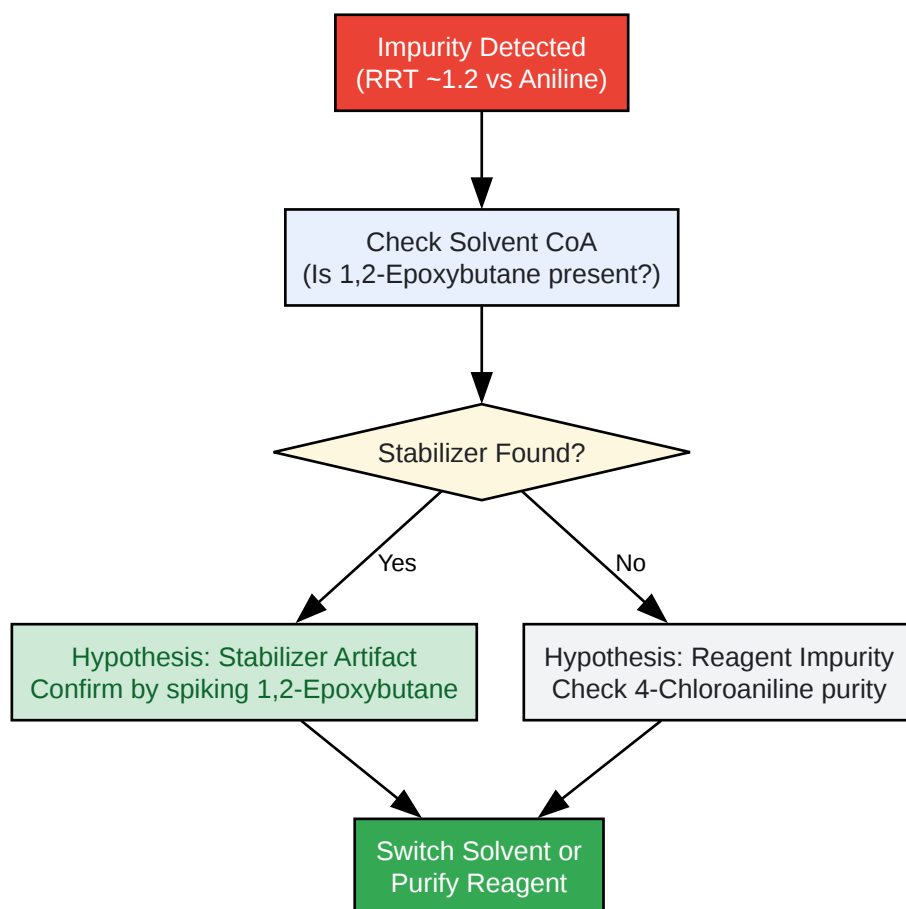 Impurity Detected
(RRT ~1.2 vs Aniline)
Check Solvent CoA
(Is 1,2-Epoxybutane present?)
Stabilizer Found?
Yes
No
Hypothesis: Stabilizer Artifact
Confirm by spiking 1,2-Epoxybutane
Hypothesis: Reagent Impurity
Check 4-Chloroaniline purity
Switch Solvent or
Purify Reagent